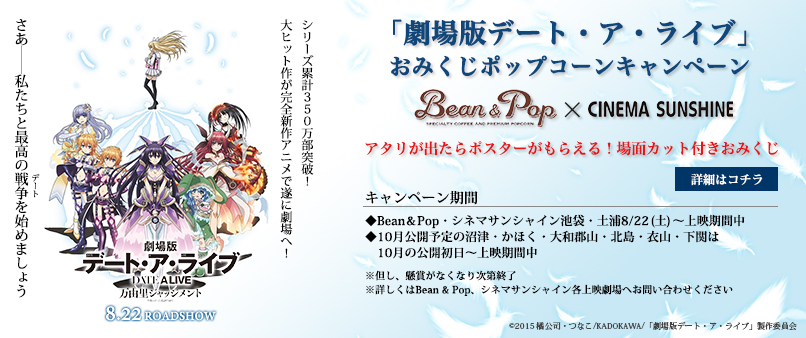 さあ――私たちと最高の戦争を始めましょう
デート
シリーズ累計350万部突破！
大ヒット作が完全新作アニメで遂に劇場へ！
劇場版
デート・ア・ライブ
DATE A LIVE
万由里ジャッジメント
8.22 ROADSHOW
「劇場版デート・ア・ライブ」
おみくじポップコーンキャンペーン
Bean & Pop × CINEMA SUNSHINE
SPECIALTY COFFEE AND PREMIUM POPCORN
アタリが出たらポスターがもらえる！場面カット付きおみくじ
詳細はコチラ
キャンペーン期間
◆Bean＆Pop・シネマサンシャイン池袋・土浦8/22(土)～上映期間中
◆10月公開予定の沼津・かほく・大和郡山・北島・衣山・下関は
10月の公開初日～上映期間中
※但し、懸賞がなくなり次第終了
※詳しくはBean & Pop、シネマサンシャイン各上映劇場へお問い合わせください
©2015 橘公司・つなこ/KADOKAWA/「劇場版デート・ア・ライブ」製作委員会